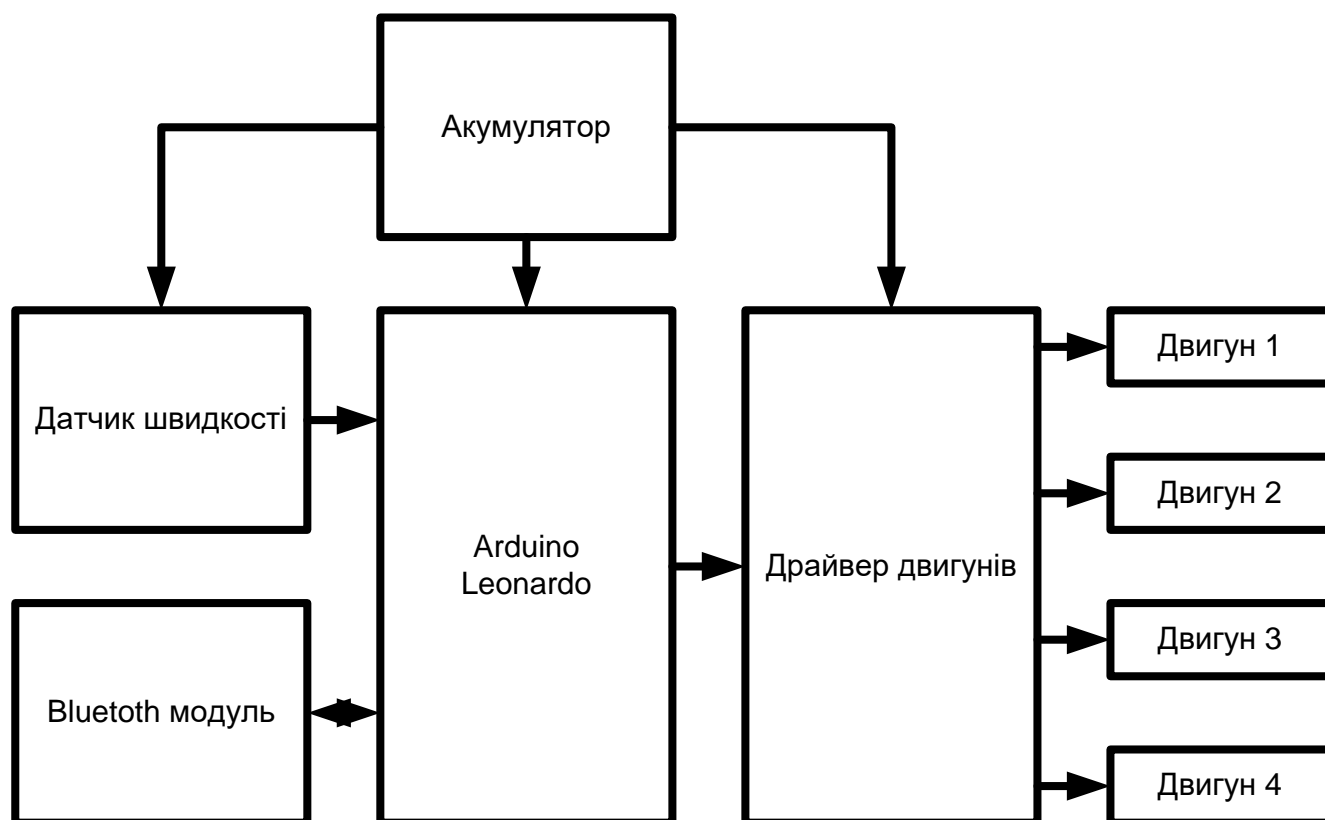 Акумулятор
Датчик швидкості
Arduino
Leonardo
Драйвер двигунів
Bluetoth модуль
Двигун 1
Двигун 2
Двигун 3
Двигун 4